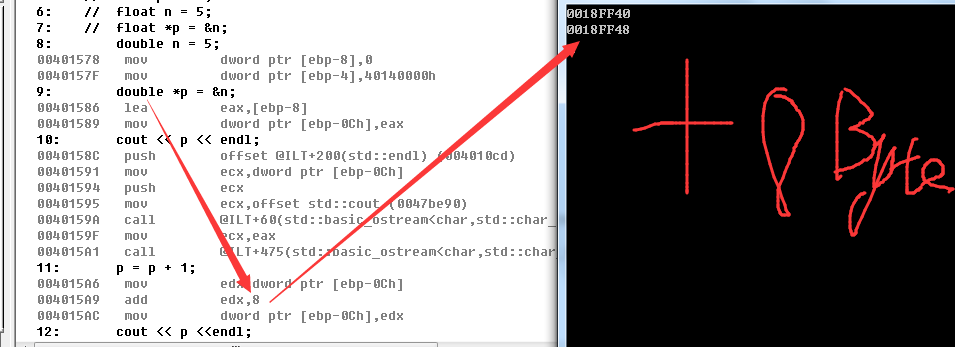 6: // float n = 5;
7: // float *p = &n;
8: double n = 5;
00401578 mov dword ptr [ebp-8],0
0040157F mov dword ptr [ebp-4],40140000h
9: double *p = &n;
00401586 lea eax,[ebp-8]
00401589 mov dword ptr [ebp-0Ch],eax
10: cout << p << endl;
0040158C push offset @ILT+200(std::endl) (004010cd)
00401591 mov ecx,dword ptr [ebp-0Ch]
00401594 push ecx
00401595 mov ecx,offset std::cout (0047be90)
0040159A call @ILT+60(std::basic_ostream<char,std::char_
0040159F mov ecx,eax
004015A1 call @ILT+475(std::basic_ostream<char,std::char
11: p = p + 1;
004015A6 mov edx,dword ptr [ebp-0Ch]
004015A9 add edx,8
004015AC mov dword ptr [ebp-0Ch],edx
12: cout << p <<endl;
0018FF40
0018FF48
Byte